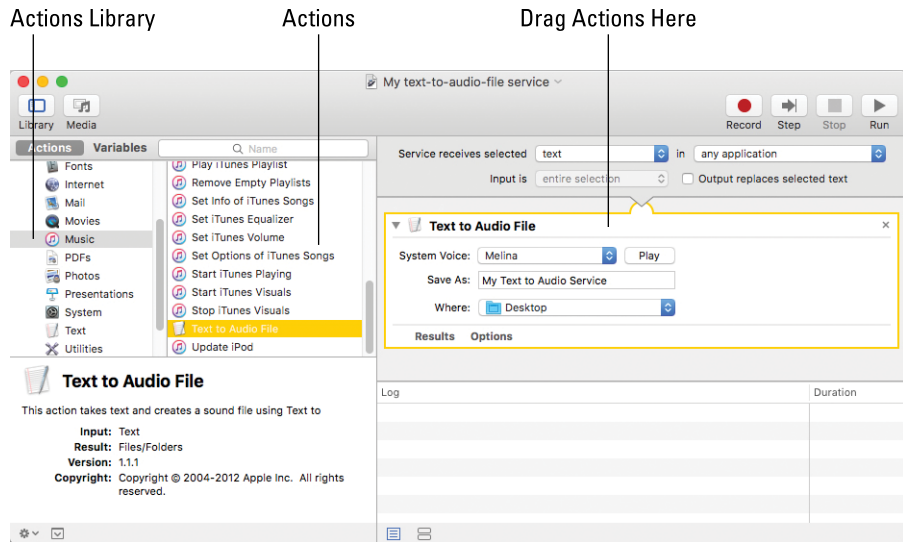 Actions Library
Actions
Drag Actions Here
My text-to-audio-file service
Library
Media
Record
Step
Stop
Run
Actions
Variables
Name
Fonts
Internet
Mail
Movies
Music
PDFs
Photos
Presentations
System
Text
Utilities
Play iTunes Playlist
Remove Empty Playlists
Set Info of iTunes Songs
Set iTunes Equalizer
Set iTunes Volume
Set Options of iTunes Songs
Start iTunes Playing
Start iTunes Visuals
Stop iTunes Visuals
Text to Audio File
Update iPod
Text to Audio File
This action takes text and creates a sound file using Text to
Input: Text
Result: Files/Folders
Version: 1.1.1
Copyright: Copyright © 2004-2012 Apple Inc. All rights
reserved.
Service receives selected text in any application
Input is entire selection Output replaces selected text
Text to Audio File
System Voice: Melina Play
Save As: My Text to Audio Service
Where: Desktop
Results Options
Log Duration